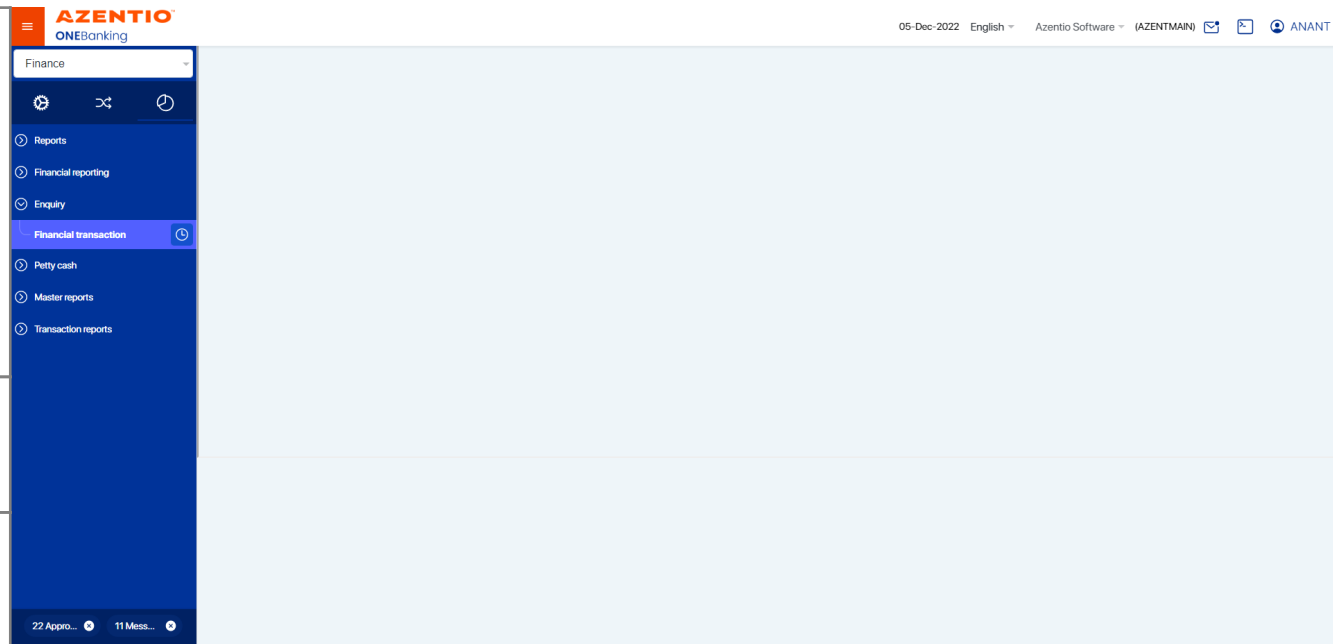 AZENTIO™
ONEBanking
05-Dec-2022 English Azentio Software (AZENTMAIN) ANANT
Finance
Reports
Financial reporting
Enquiry
Financial transaction
Petty cash
Master reports
Transaction reports
22 Appro... 11 Mess...